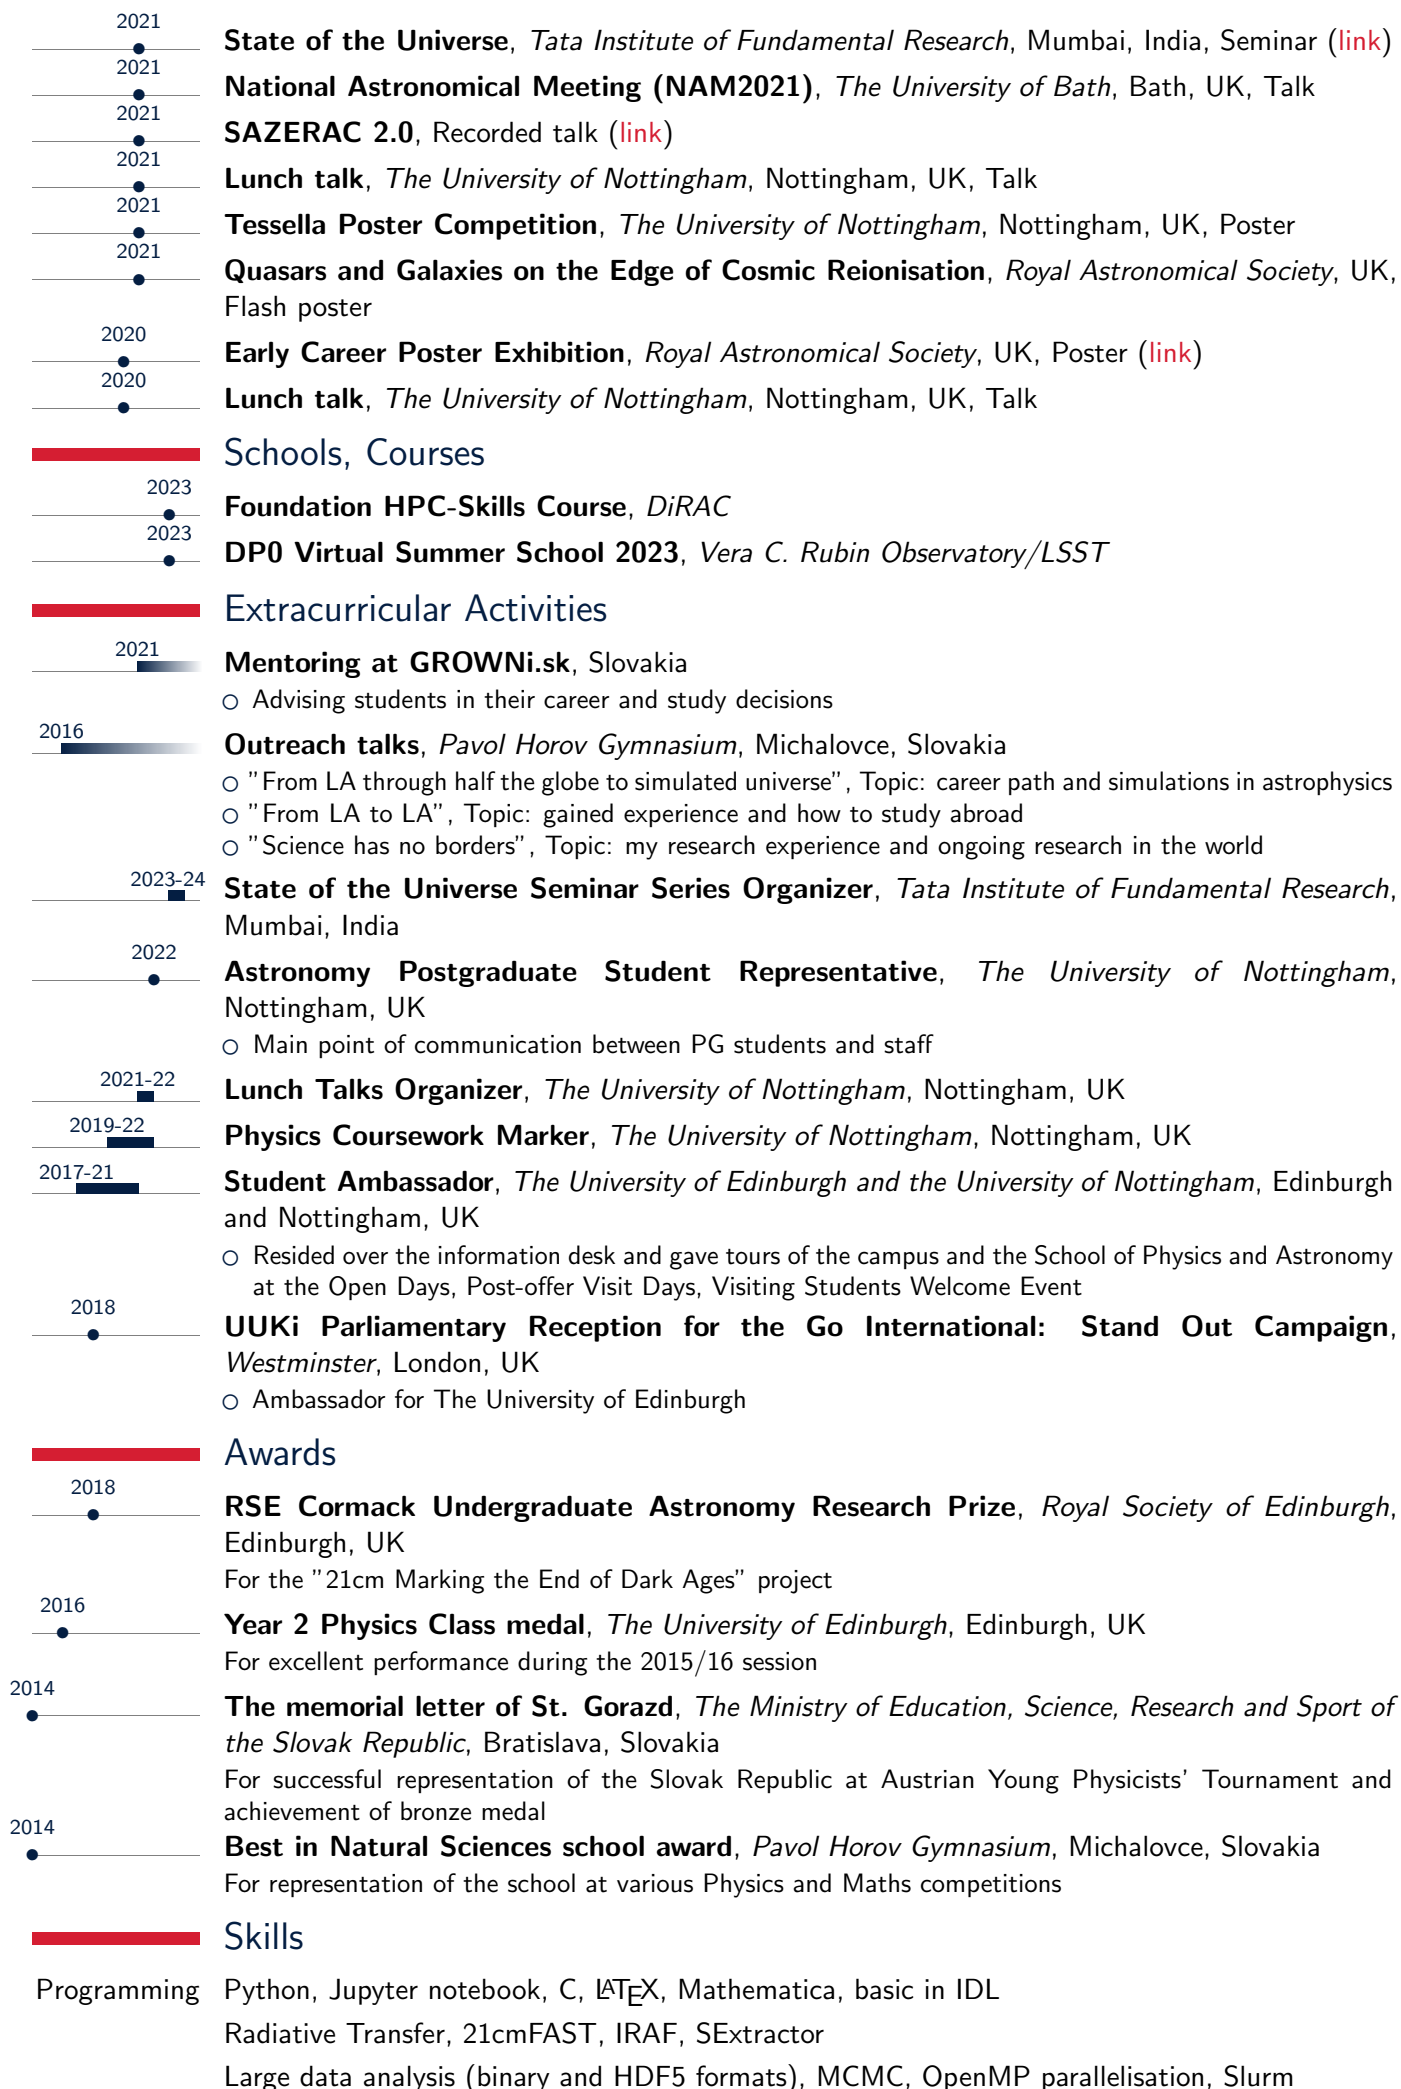 2021
State of the Universe, Tata Institute of Fundamental Research, Mumbai, India, Seminar (link)
2021
National Astronomical Meeting (NAM2021), The University of Bath, Bath, UK, Talk
2021
SAZERAC 2.0, Recorded talk (link)
2021
Lunch talk, The University of Nottingham, Nottingham, UK, Talk
2021
Tessella Poster Competition, The University of Nottingham, Nottingham, UK, Poster
2021
Quasars and Galaxies on the Edge of Cosmic Reionisation, Royal Astronomical Society, UK,
Flash poster
2020
Early Career Poster Exhibition, Royal Astronomical Society, UK, Poster (link)
2020
Lunch talk, The University of Nottingham, Nottingham, UK, Talk
Schools, Courses
2023
Foundation HPC-Skills Course, DiRAC
2023
DP0 Virtual Summer School 2023, Vera C. Rubin Observatory/LSST
Extracurricular Activities
2021
Mentoring at GROWNi.sk, Slovakia
○ Advising students in their career and study decisions
2016
Outreach talks, Pavol Horov Gymnasium, Michalovce, Slovakia
○ "From LA through half the globe to simulated universe", Topic: career path and simulations in astrophysics
○ "From LA to LA", Topic: gained experience and how to study abroad
○ "Science has no borders", Topic: my research experience and ongoing research in the world
2023-24
State of the Universe Seminar Series Organizer, Tata Institute of Fundamental Research,
Mumbai, India
2022
Astronomy Postgraduate Student Representative, The University of Nottingham,
Nottingham, UK
○ Main point of communication between PG students and staff
2021-22
Lunch Talks Organizer, The University of Nottingham, Nottingham, UK
2019-22
Physics Coursework Marker, The University of Nottingham, Nottingham, UK
2017-21
Student Ambassador, The University of Edinburgh and the University of Nottingham, Edinburgh
and Nottingham, UK
○ Resided over the information desk and gave tours of the campus and the School of Physics and Astronomy
at the Open Days, Post-offer Visit Days, Visiting Students Welcome Event
2018
UUKi Parliamentary Reception for the Go International: Stand Out Campaign,
Westminster, London, UK
○ Ambassador for The University of Edinburgh
Awards
2018
RSE Cormack Undergraduate Astronomy Research Prize, Royal Society of Edinburgh,
Edinburgh, UK
For the "21cm Marking the End of Dark Ages" project
2016
Year 2 Physics Class medal, The University of Edinburgh, Edinburgh, UK
For excellent performance during the 2015/16 session
2014
The memorial letter of St. Gorazd, The Ministry of Education, Science, Research and Sport of
the Slovak Republic, Bratislava, Slovakia
For successful representation of the Slovak Republic at Austrian Young Physicists' Tournament and
achievement of bronze medal
2014
Best in Natural Sciences school award, Pavol Horov Gymnasium, Michalovce, Slovakia
For representation of the school at various Physics and Maths competitions
Skills
Programming Python, Jupyter notebook, C, LATEX, Mathematica, basic in IDL
Radiative Transfer, 21cmFAST, IRAF, SExtractor
Large data analysis (binary and HDF5 formats), MCMC, OpenMP parallelisation, Slurm